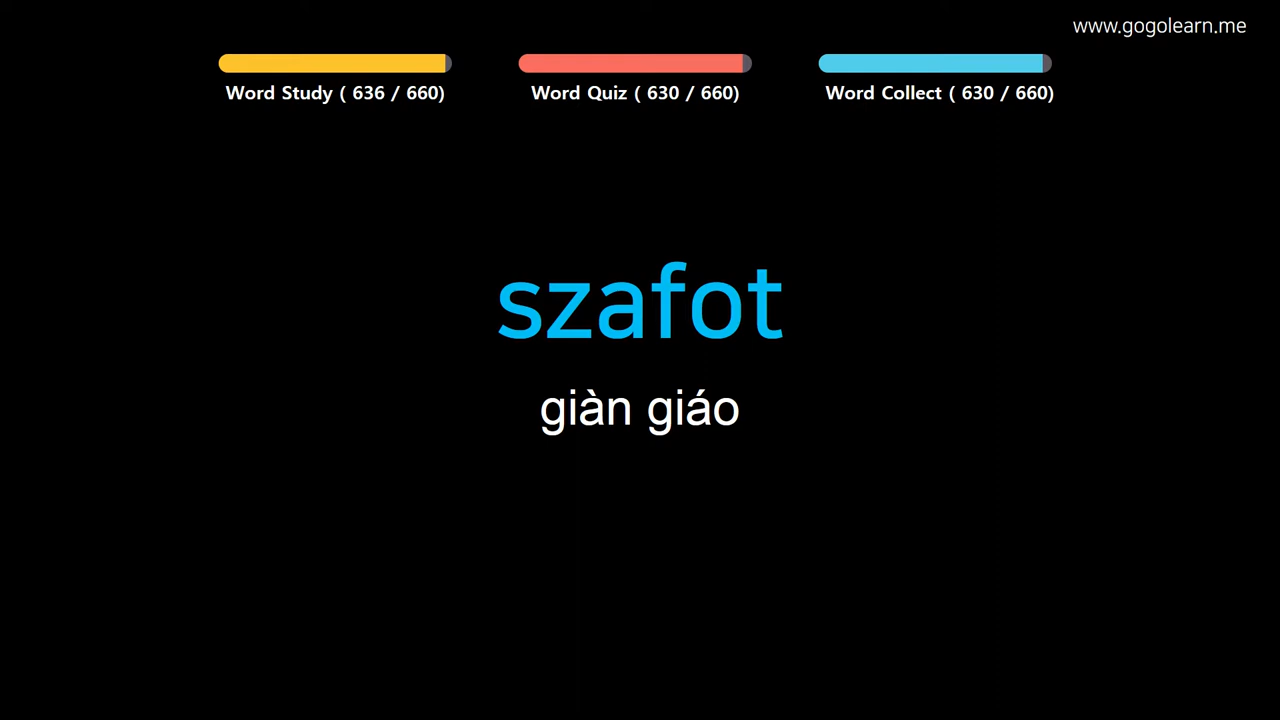 www.gogolearn.me
Word Study ( 636 / 660)
Word Quiz ( 630 / 660)
Word Collect ( 630 / 660)
szafot
giàn giáo